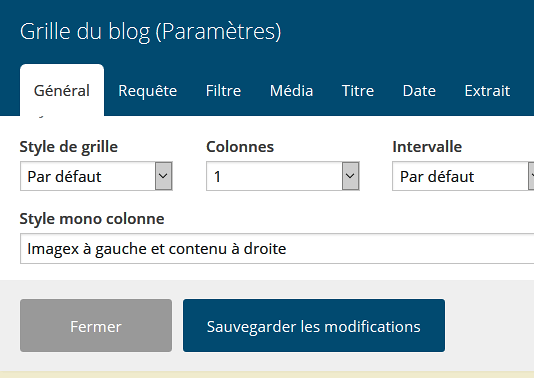 Grille du blog (Paramètres)
Général Requête Filtre Média Titre Date Extrait
Style de grille Colonnes Intervalle
Par défaut 1 Par défaut
Style mono colonne
Imagex à gauche et contenu à droite
Fermer Sauvegarder les modifications